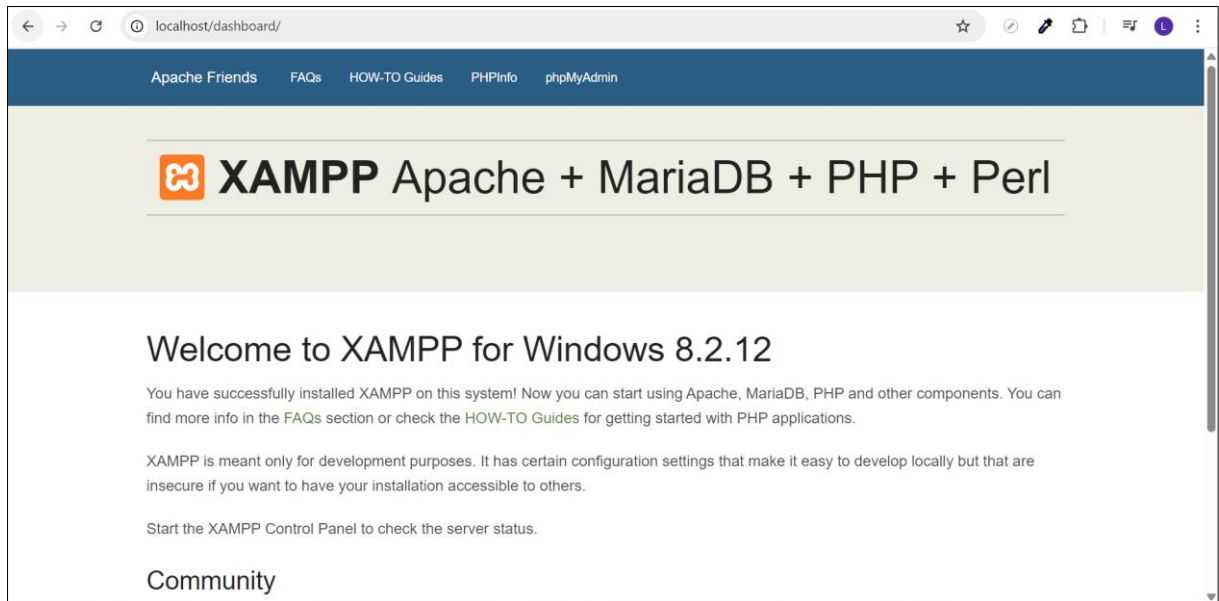 localhost/dashboard/
L
Apache Friends FAQs HOW-TO Guides PHPInfo phpMyAdmin
XAMPP Apache + MariaDB + PHP + Perl
Welcome to XAMPP for Windows 8.2.12
You have successfully installed XAMPP on this system! Now you can start using Apache, MariaDB, PHP and other components. You can
find more info in the FAQs section or check the HOW-TO Guides for getting started with PHP applications.
XAMPP is meant only for development purposes. It has certain configuration settings that make it easy to develop locally but that are
insecure if you want to have your installation accessible to others.
Start the XAMPP Control Panel to check the server status.
Community